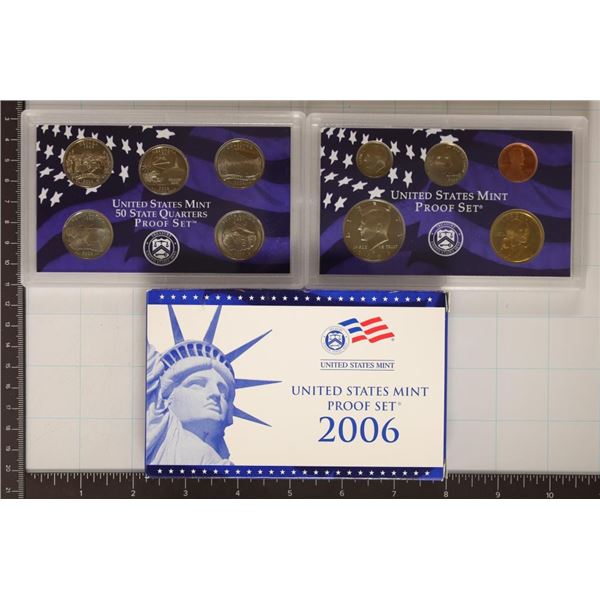 UNITED STATES MINT
50 STATE QUARTERS
PROOF SET™
UNITED STATES MINT
PROOF SET®
UNITED STATES MINT
UNITED STATES MINT
PROOF SET®
2006
1 2 3 4 5 6 7 8 9 10